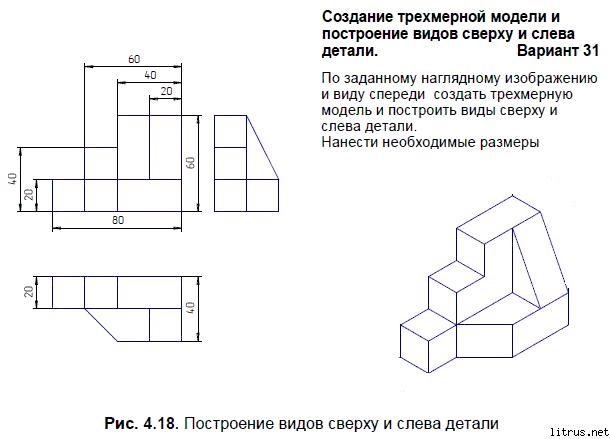 Создание трехмерной модели и
построение видов сверху и слева
детали. Вариант 31
По заданному наглядному изображению
и виду спереди создать трехмерную
модель и построить виды сверху и
слева детали.
Нанести необходимые размеры
60
40
20
40
20
60
80
20
40
Рис. 4.18. Построение видов сверху и слева детали
litrus.net